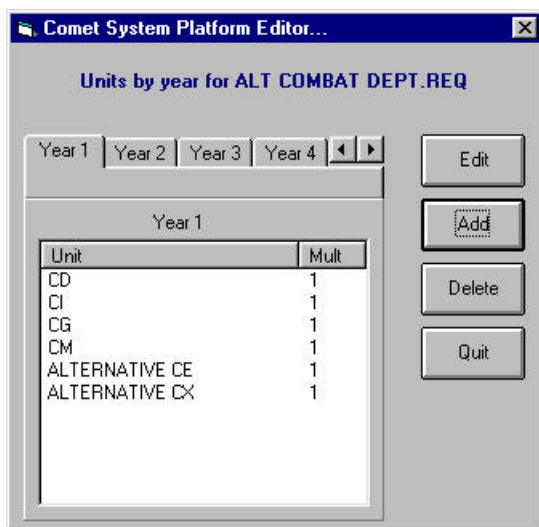 Comet System Platform Editor...
Units by year for ALT COMBAT DEPT.REQ
Year 1 Year 2 Year 3 Year 4
Year 1
Unit Mult
CD 1
CI 1
CG 1
CM 1
ALTERNATIVE CE 1
ALTERNATIVE CX 1
Edit
Add
Delete
Quit